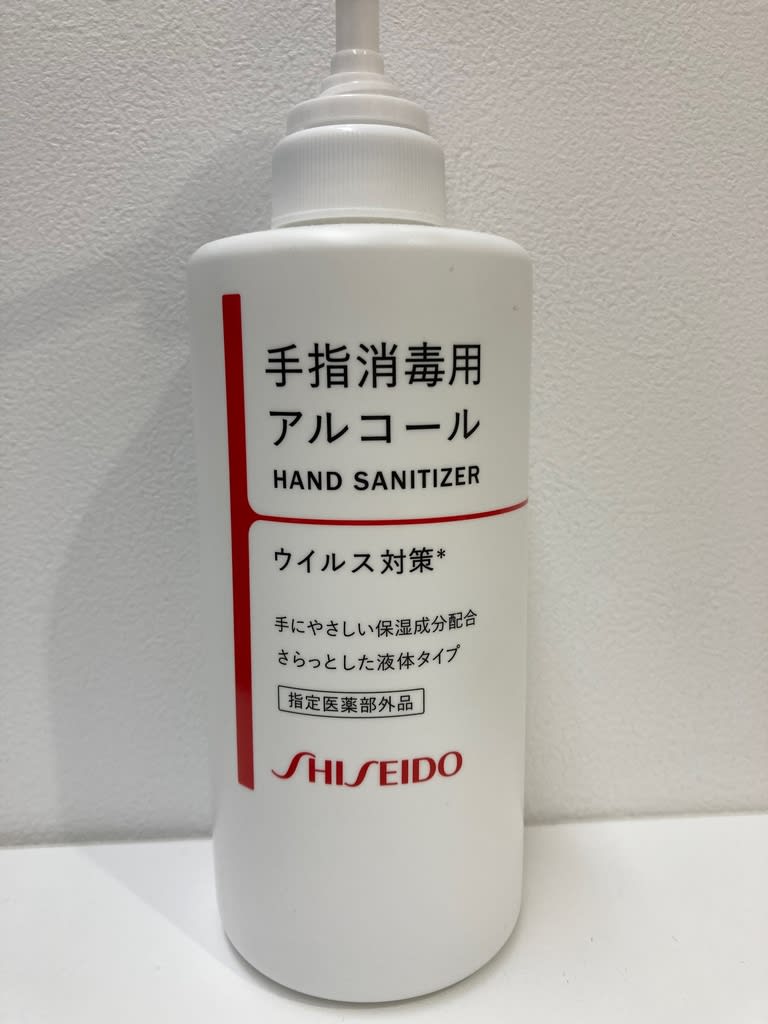 手指消毒用
アルコール
HAND SANITIZER
ウイルス対策*
手にやさしい保湿成分配合
さらっとした液体タイプ
指定医薬部外品
SHISEIDO